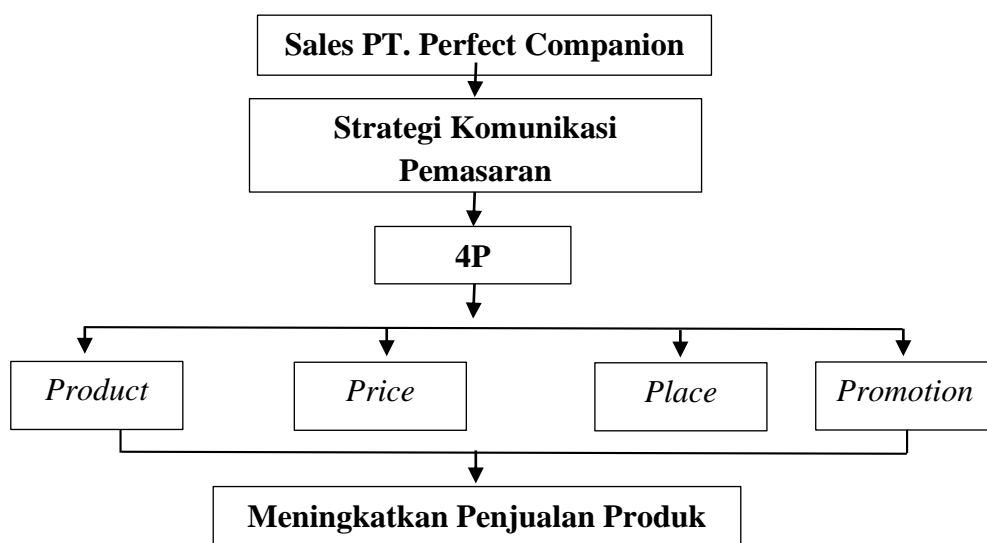 Sales PT. Perfect Companion
Strategi Komunikasi
Pemasaran
4P
Product
Price
Place
Promotion
Meningkatkan Penjualan Produk